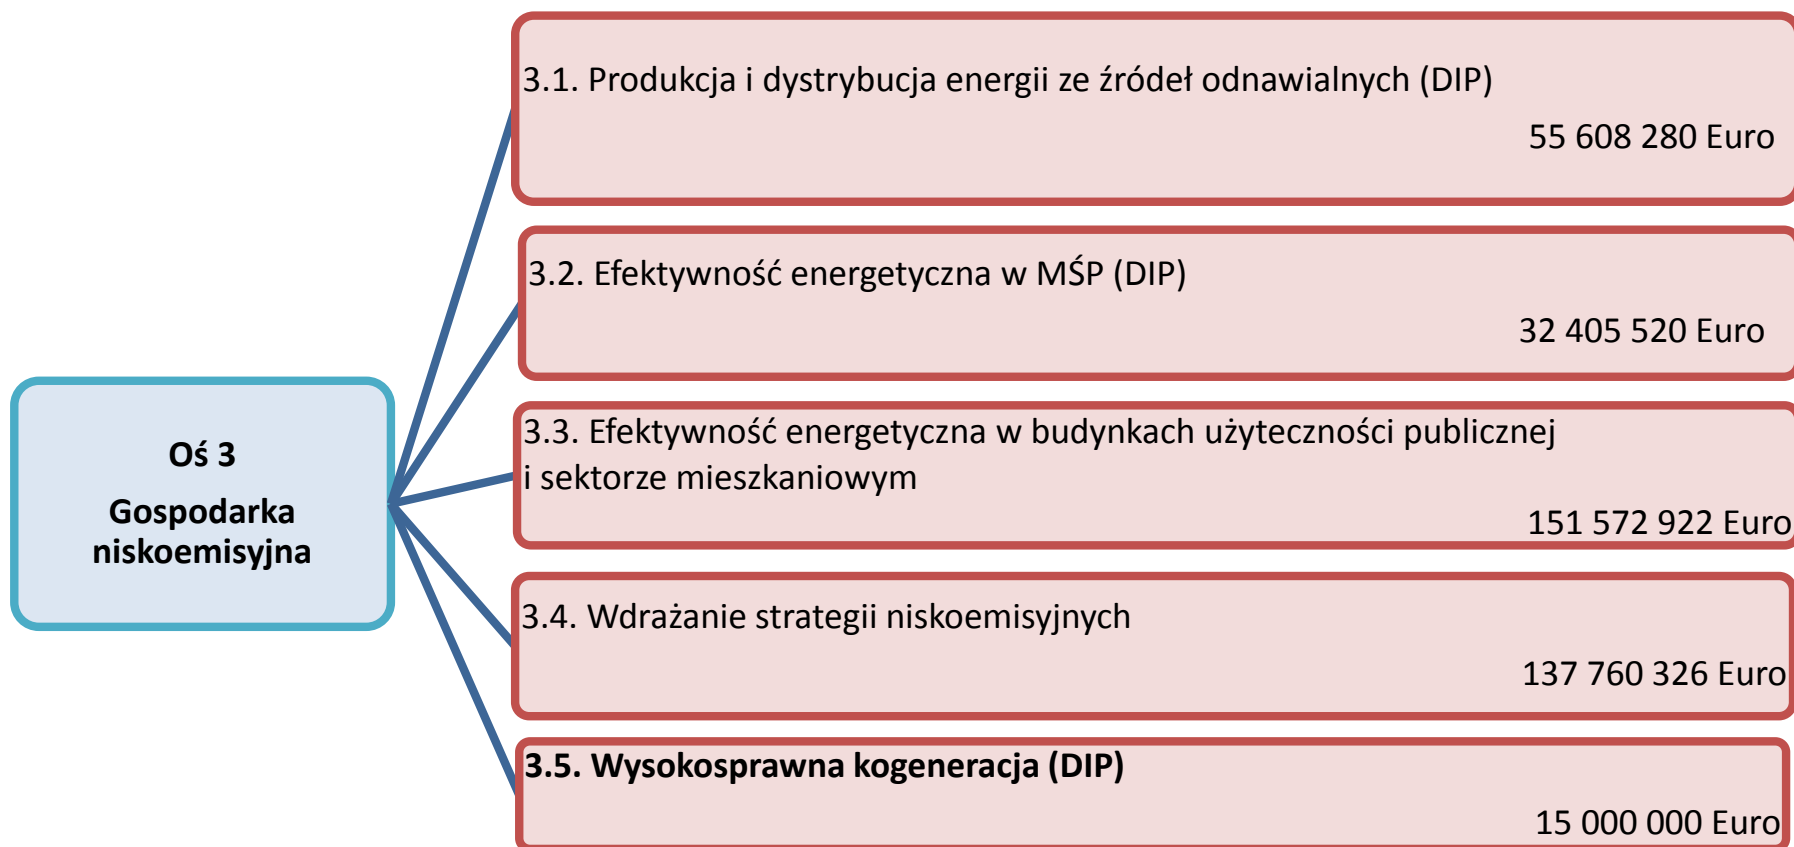 3.1. Produkcja i dystrybucja energii ze źródeł odnawialnych (DIP)
55 608 280 Euro
3.2. Efektywność energetyczna w MŚP (DIP)
32 405 520 Euro
Oś 3
Gospodarka
niskoemisyjna
3.3. Efektywność energetyczna w budynkach użyteczności publicznej
i sektorze mieszkaniowym
151 572 922 Euro
3.4. Wdrażanie strategii niskoemisyjnych
137 760 326 Euro
3.5. Wysokosprawna kogeneracja (DIP)
15 000 000 Euro